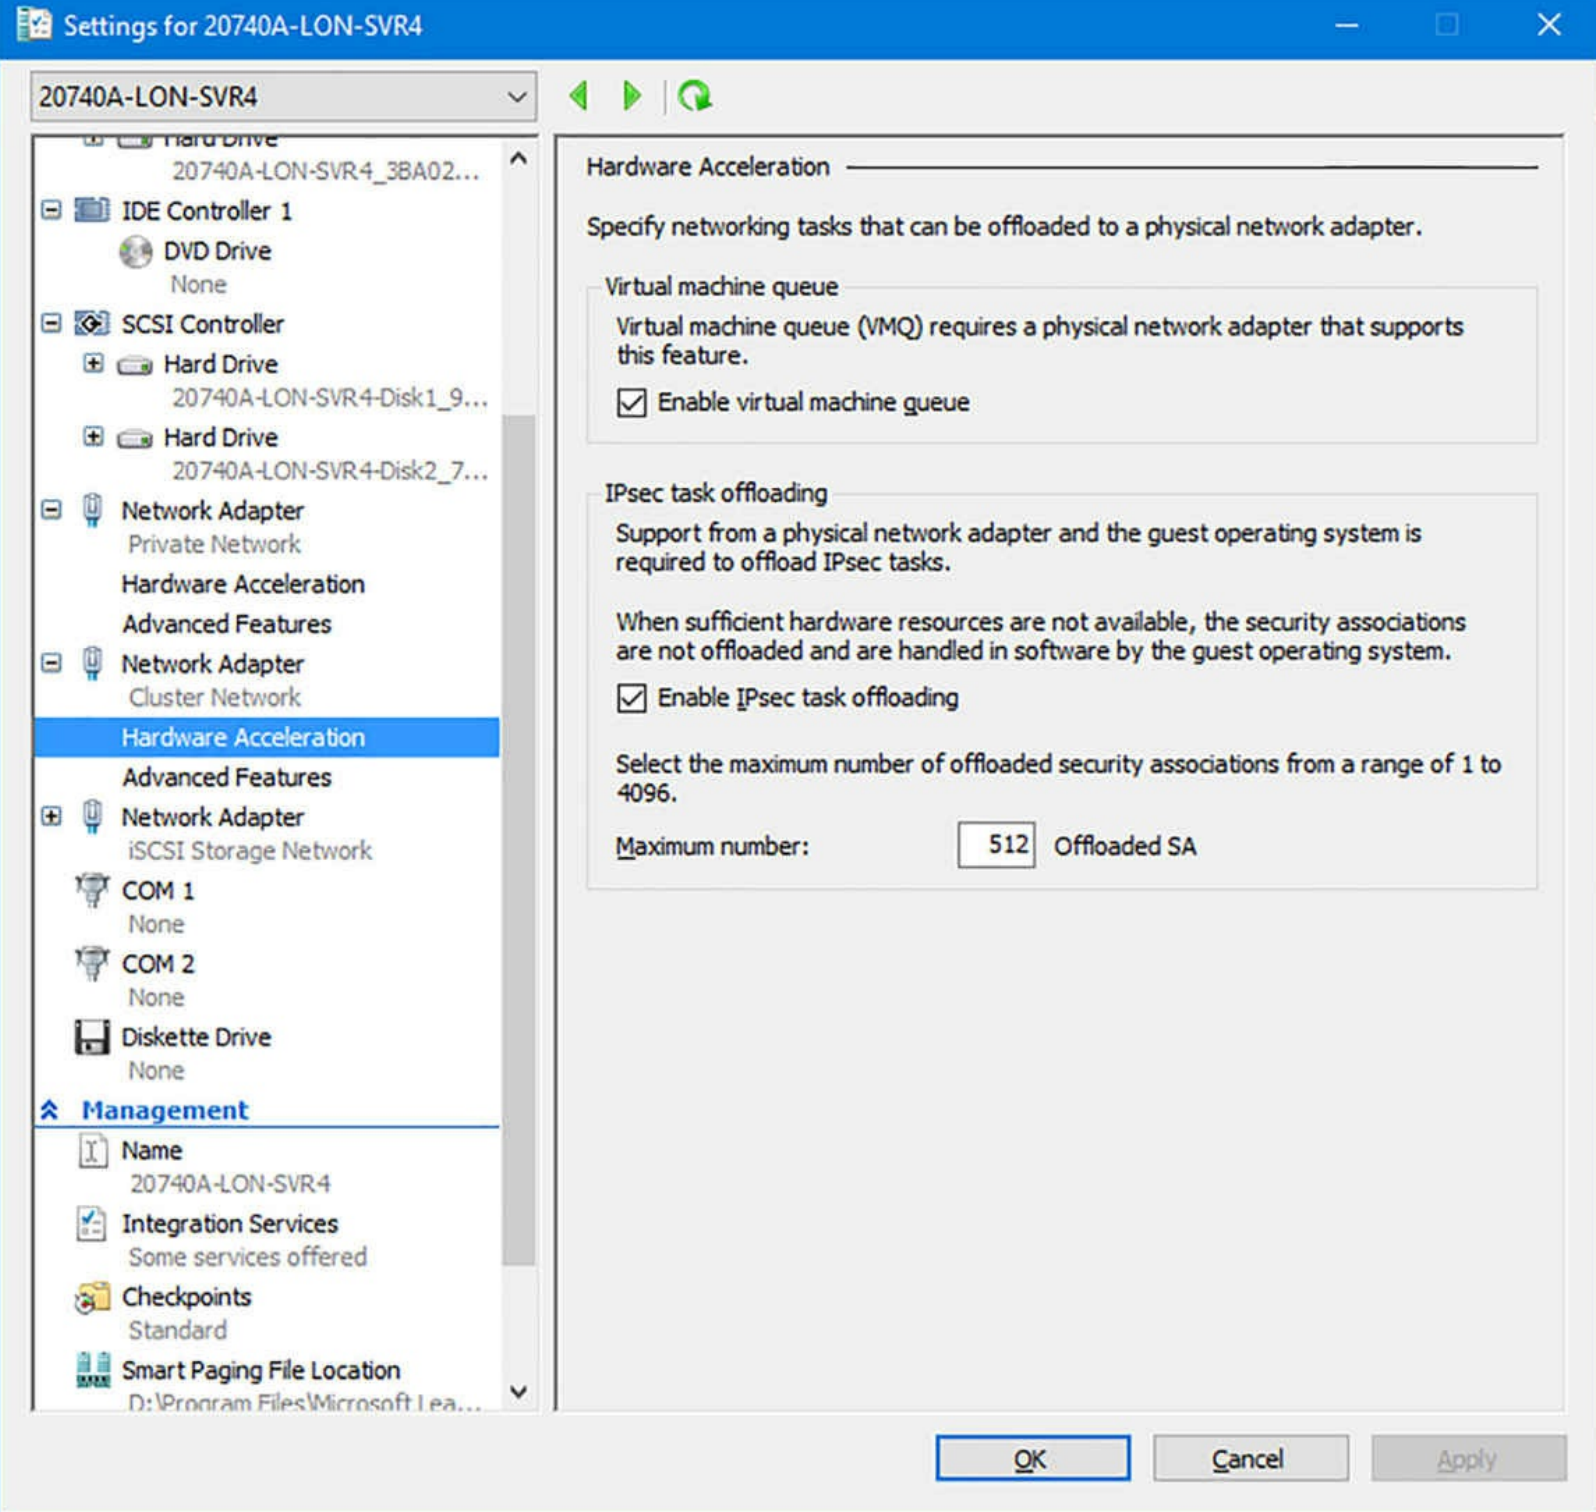 Settings for 20740A-LON-SVR4
20740A-LON-SVR4
Hard Drive
20740A-LON-SVR4_3BA02...
IDE Controller 1
DVD Drive
None
SCSI Controller
Hard Drive
20740A-LON-SVR4-Disk1_9...
Hard Drive
20740A-LON-SVR4-Disk2_7...
Network Adapter
Private Network
Hardware Acceleration
Advanced Features
Network Adapter
Cluster Network
Hardware Acceleration
Advanced Features
Network Adapter
iSCSI Storage Network
COM 1
None
COM 2
None
Diskette Drive
None
Management
Name
20740A-LON-SVR4
Integration Services
Some services offered
Checkpoints
Standard
Smart Paging File Location
D:\Program Files\Microsoft Lea...
Hardware Acceleration
Specify networking tasks that can be offloaded to a physical network adapter.
Virtual machine queue
Virtual machine queue (VMQ) requires a physical network adapter that supports
this feature.
Enable virtual machine queue
IPsec task offloading
Support from a physical network adapter and the guest operating system is
required to offload IPsec tasks.
When sufficient hardware resources are not available, the security associations
are not offloaded and are handled in software by the guest operating system.
Enable IPsec task offloading
Select the maximum number of offloaded security associations from a range of 1 to
4096.
Maximum number: 512 Offloaded SA
OK Cancel Apply